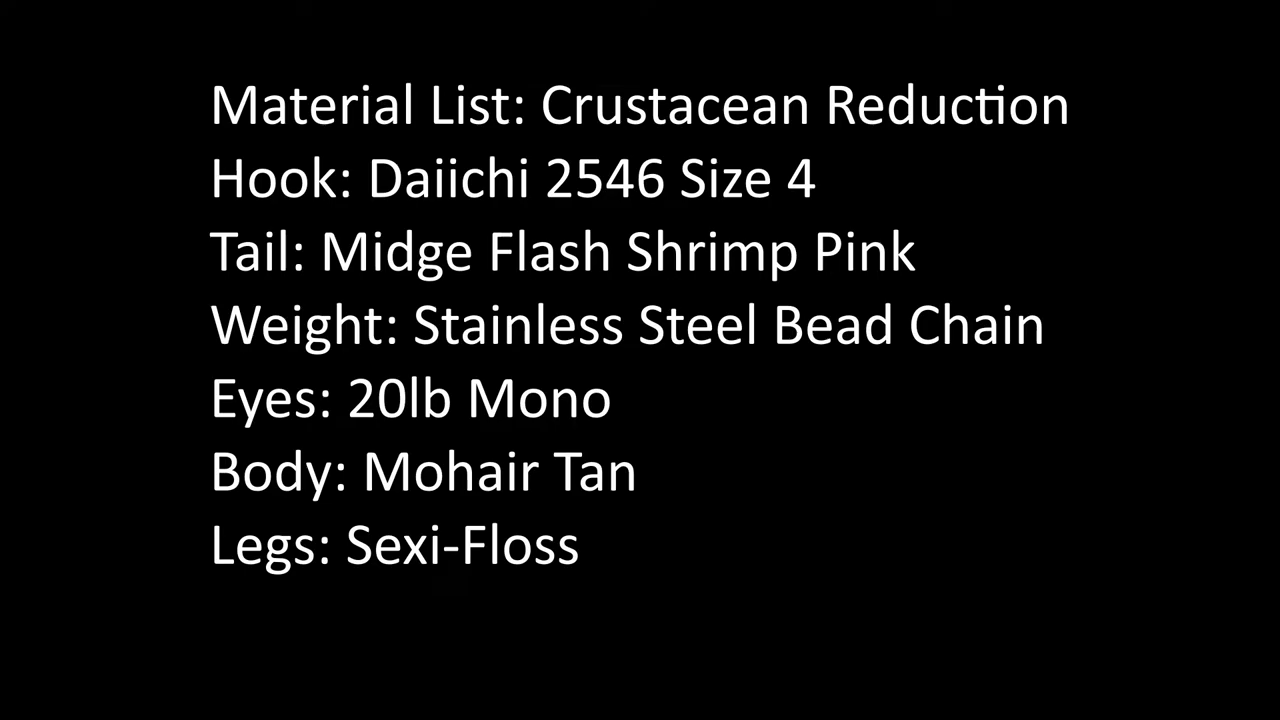 Material List: Crustacean Reduction
Hook: Daiichi 2546 Size 4
Tail: Midge Flash Shrimp Pink
Weight: Stainless Steel Bead Chain
Eyes: 20lb Mono
Body: Mohair Tan
Legs: Sexi-Floss